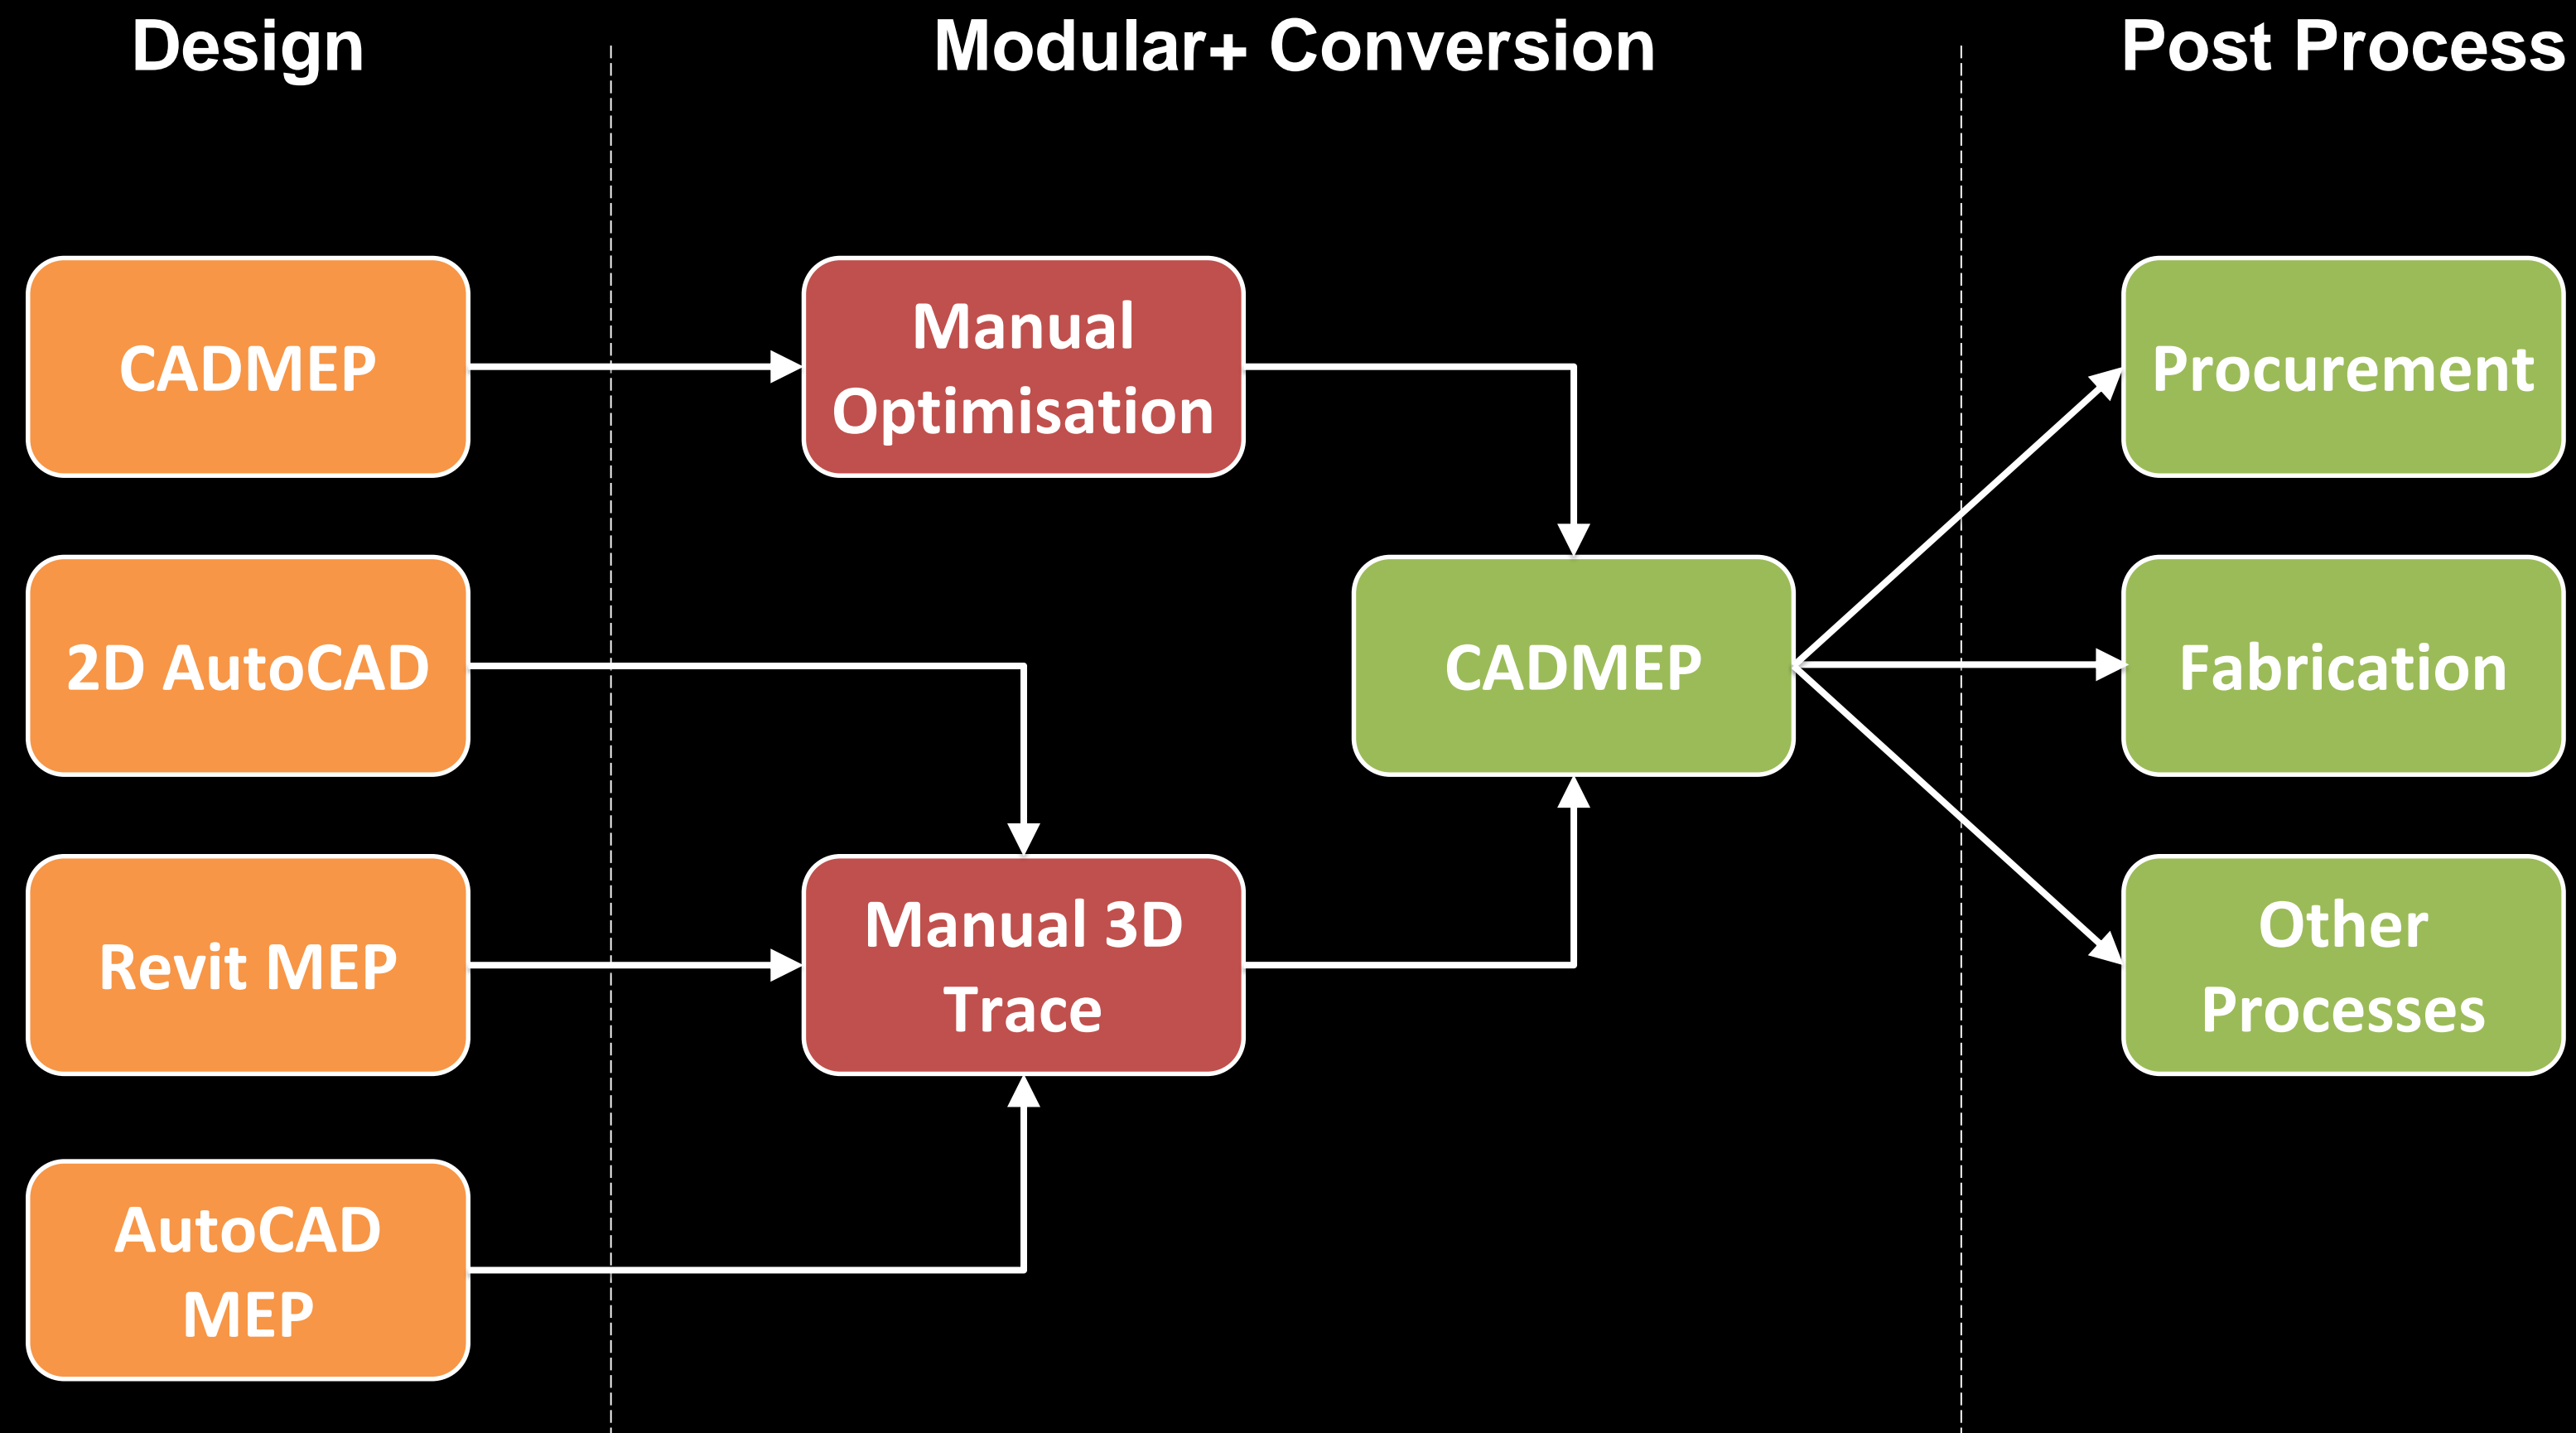 Design
Modular+ Conversion
Post Process
CADMEP
Manual
Optimisation
Procurement
2D AutoCAD
CADMEP
Fabrication
Revit MEP
Manual 3D
Trace
Other
Processes
AutoCAD
MEP